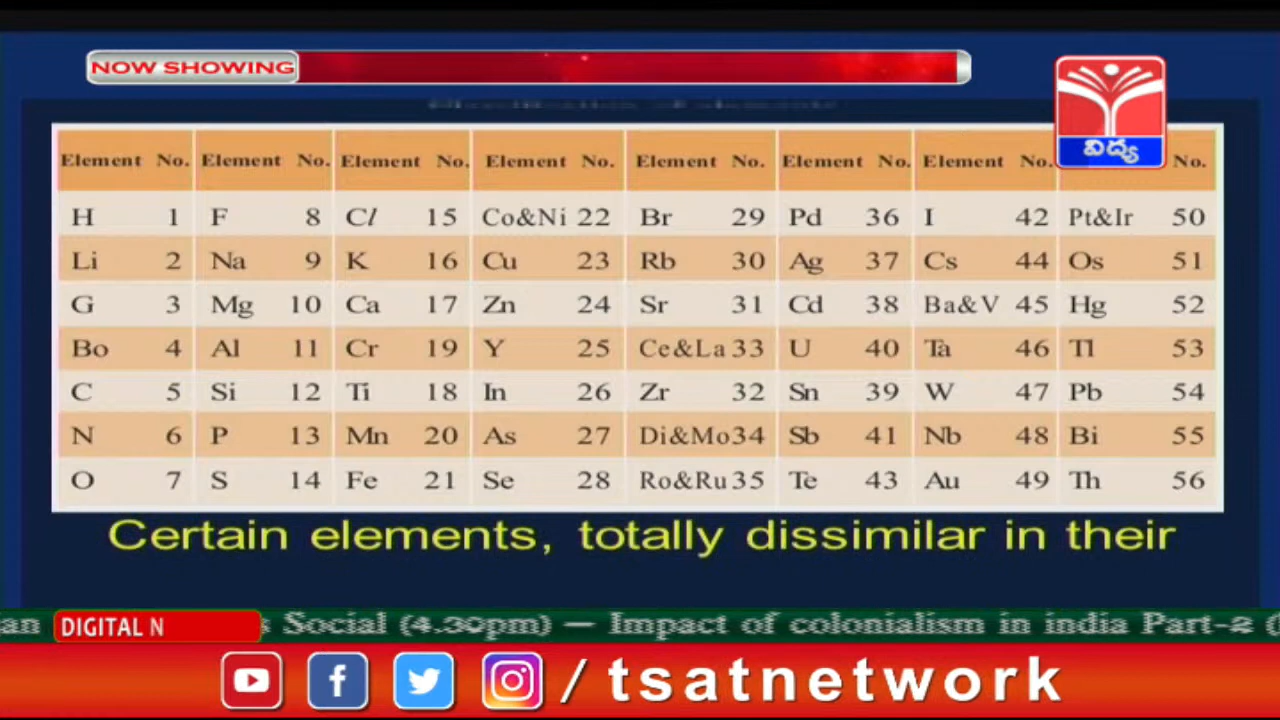 NOW SHOWING
విద్య
Element No. Element No. Element No. Element No. Element No. Element No. Element No. No.
H 1 F 8 Cl 15 Co&Ni 22 Br 29 Pd 36 I 42 Pt&Ir 50
Li 2 Na 9 K 16 Cu 23 Rb 30 Ag 37 Cs 44 Os 51
G 3 Mg 10 Ca 17 Zn 24 Sr 31 Cd 38 Ba&V 45 Hg 52
Bo 4 Al 11 Cr 19 Y 25 Ce&La 33 U 40 Ta 46 Tl 53
C 5 Si 12 Ti 18 In 26 Zr 32 Sn 39 W 47 Pb 54
N 6 P 13 Mn 20 As 27 Di&Mo 34 Sb 41 Nb 48 Bi 55
O 7 S 14 Fe 21 Se 28 Ro&Ru 35 Te 43 Au 49 Th 56
Certain elements, totally dissimilar in their
DIGITAL N Social (4.30pm) – Impact of colonialism in india Part-2 (
/ tsatnetwork